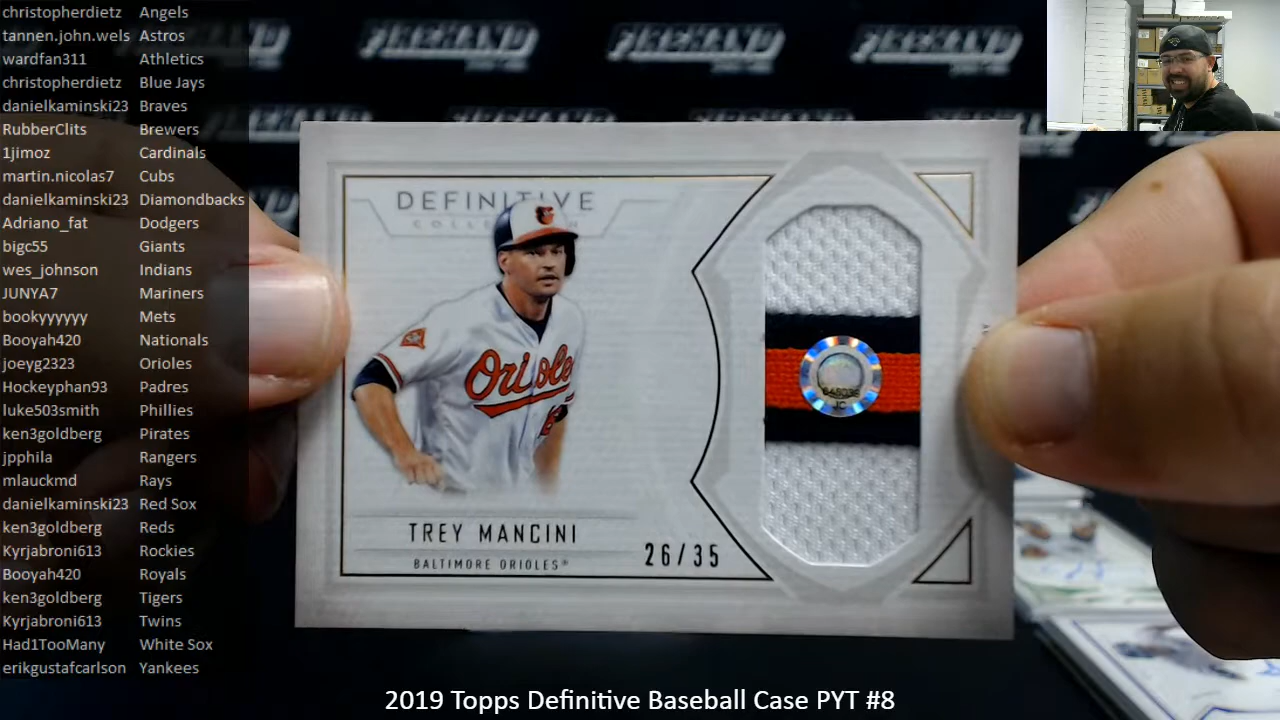 christopherdietz Angels
tannen.john.wels Astros
wardfan311 Athletics
christopherdietz Blue Jays
danielkaminski23 Braves
RubberClits Brewers
1jimoz Cardinals
martin.nicolas7 Cubs
danielkaminski23 Diamondbacks
Adriano_fat Dodgers
bigc55 Giants
wes_johnson Indians
JUNYA7 Mariners
bookyyyyyy Mets
Booyah420 Nationals
joeyg2323 Orioles
Hockeyphan93 Padres
luke503smith Phillies
ken3goldberg Pirates
jpphila Rangers
mlauckmd Rays
danielkaminski23 Red Sox
ken3goldberg Reds
Kyrjabroni613 Rockies
Booyah420 Royals
ken3goldberg Tigers
Kyrjabroni613 Twins
Had1TooMany White Sox
erikgustafcarlson Yankees
FIREHAND FIREHAND FIREHAND
DEFINITIVE
Orioles
TREY MANCINI
BALTIMORE ORIOLES
26/35
JC
2019 Topps Definitive Baseball Case PYT #8